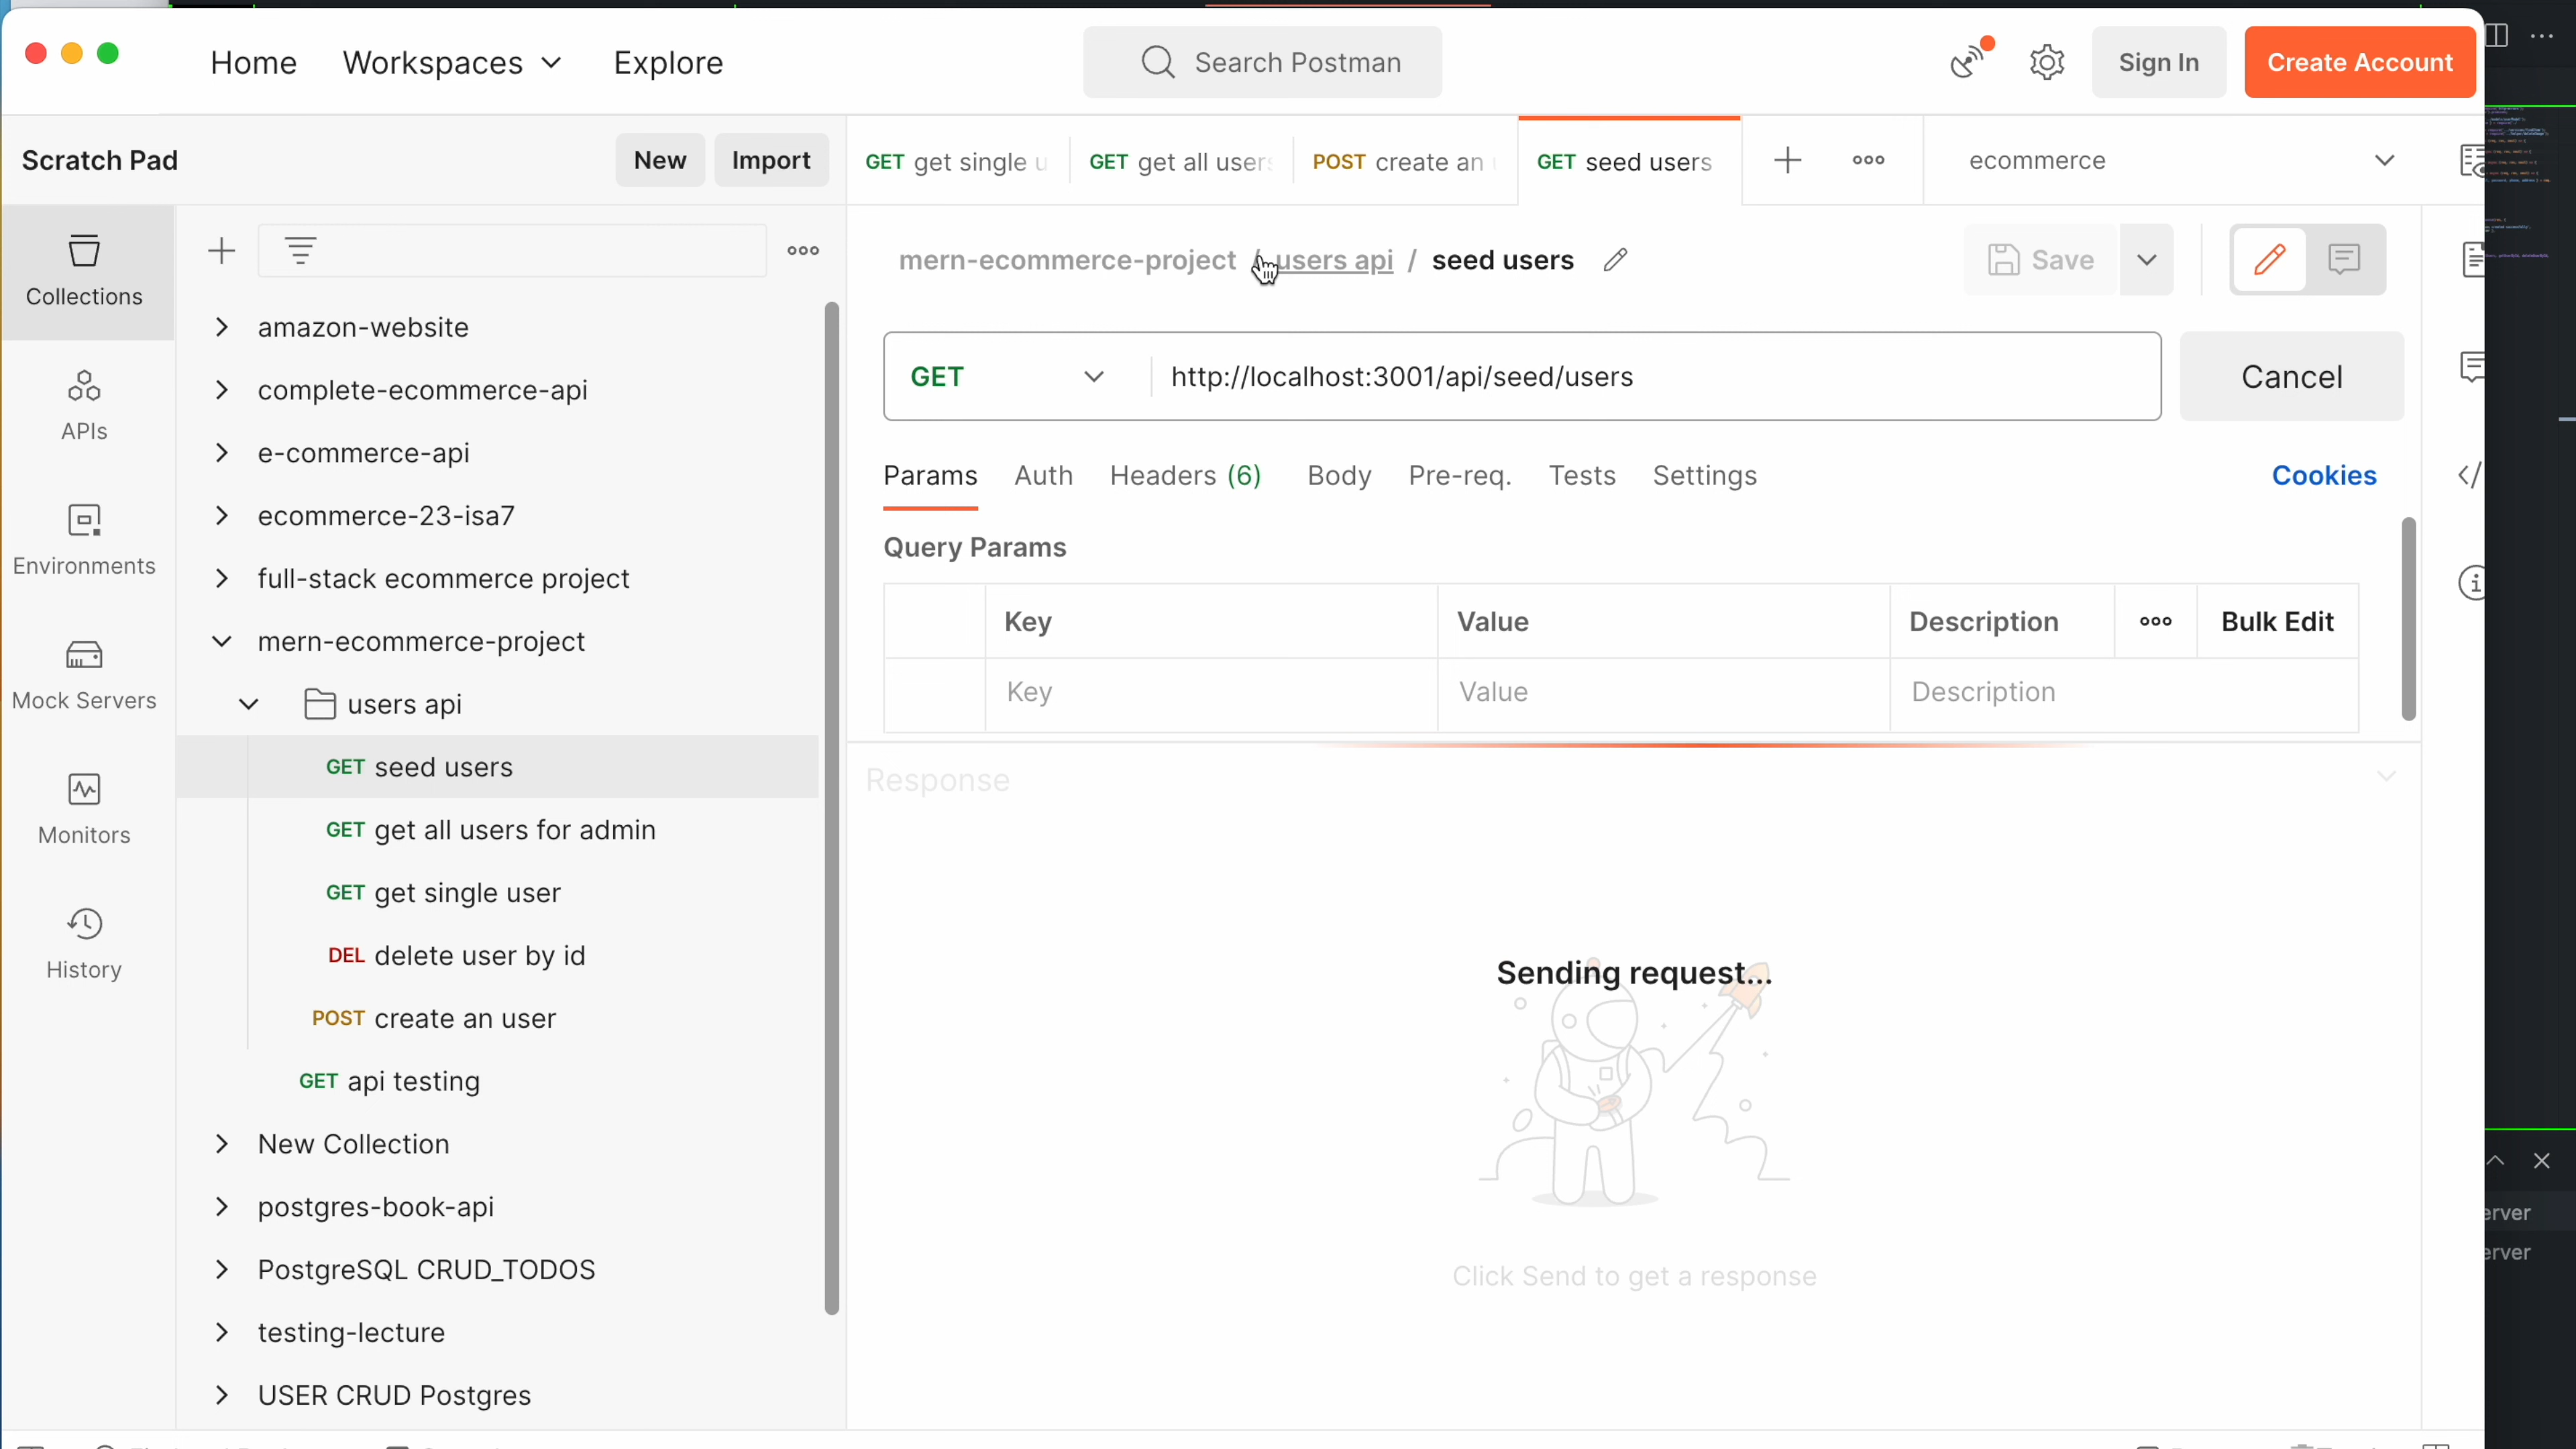 Home
Workspaces
Explore
Search Postman
Sign In
Create Account
Scratch Pad
New
Import
GET get single u
GET get all users
POST create an
GET seed users
ecommerce
Collections
APIs
Environments
Mock Servers
Monitors
History
amazon-website
complete-ecommerce-api
e-commerce-api
ecommerce-23-isa7
full-stack ecommerce project
mern-ecommerce-project
users api
GET seed users
GET get all users for admin
GET get single user
DEL delete user by id
POST create an user
GET api testing
New Collection
postgres-book-api
PostgreSQL CRUD_TODOS
testing-lecture
USER CRUD Postgres
mern-ecommerce-project / users api / seed users
Save
GET
http://localhost:3001/api/seed/users
Cancel
Params
Auth
Headers (6)
Body
Pre-req.
Tests
Settings
Cookies
Query Params
Key
Value
Description
Bulk Edit
Key
Value
Description
Response
Sending request...
Click Send to get a response
erver
erver